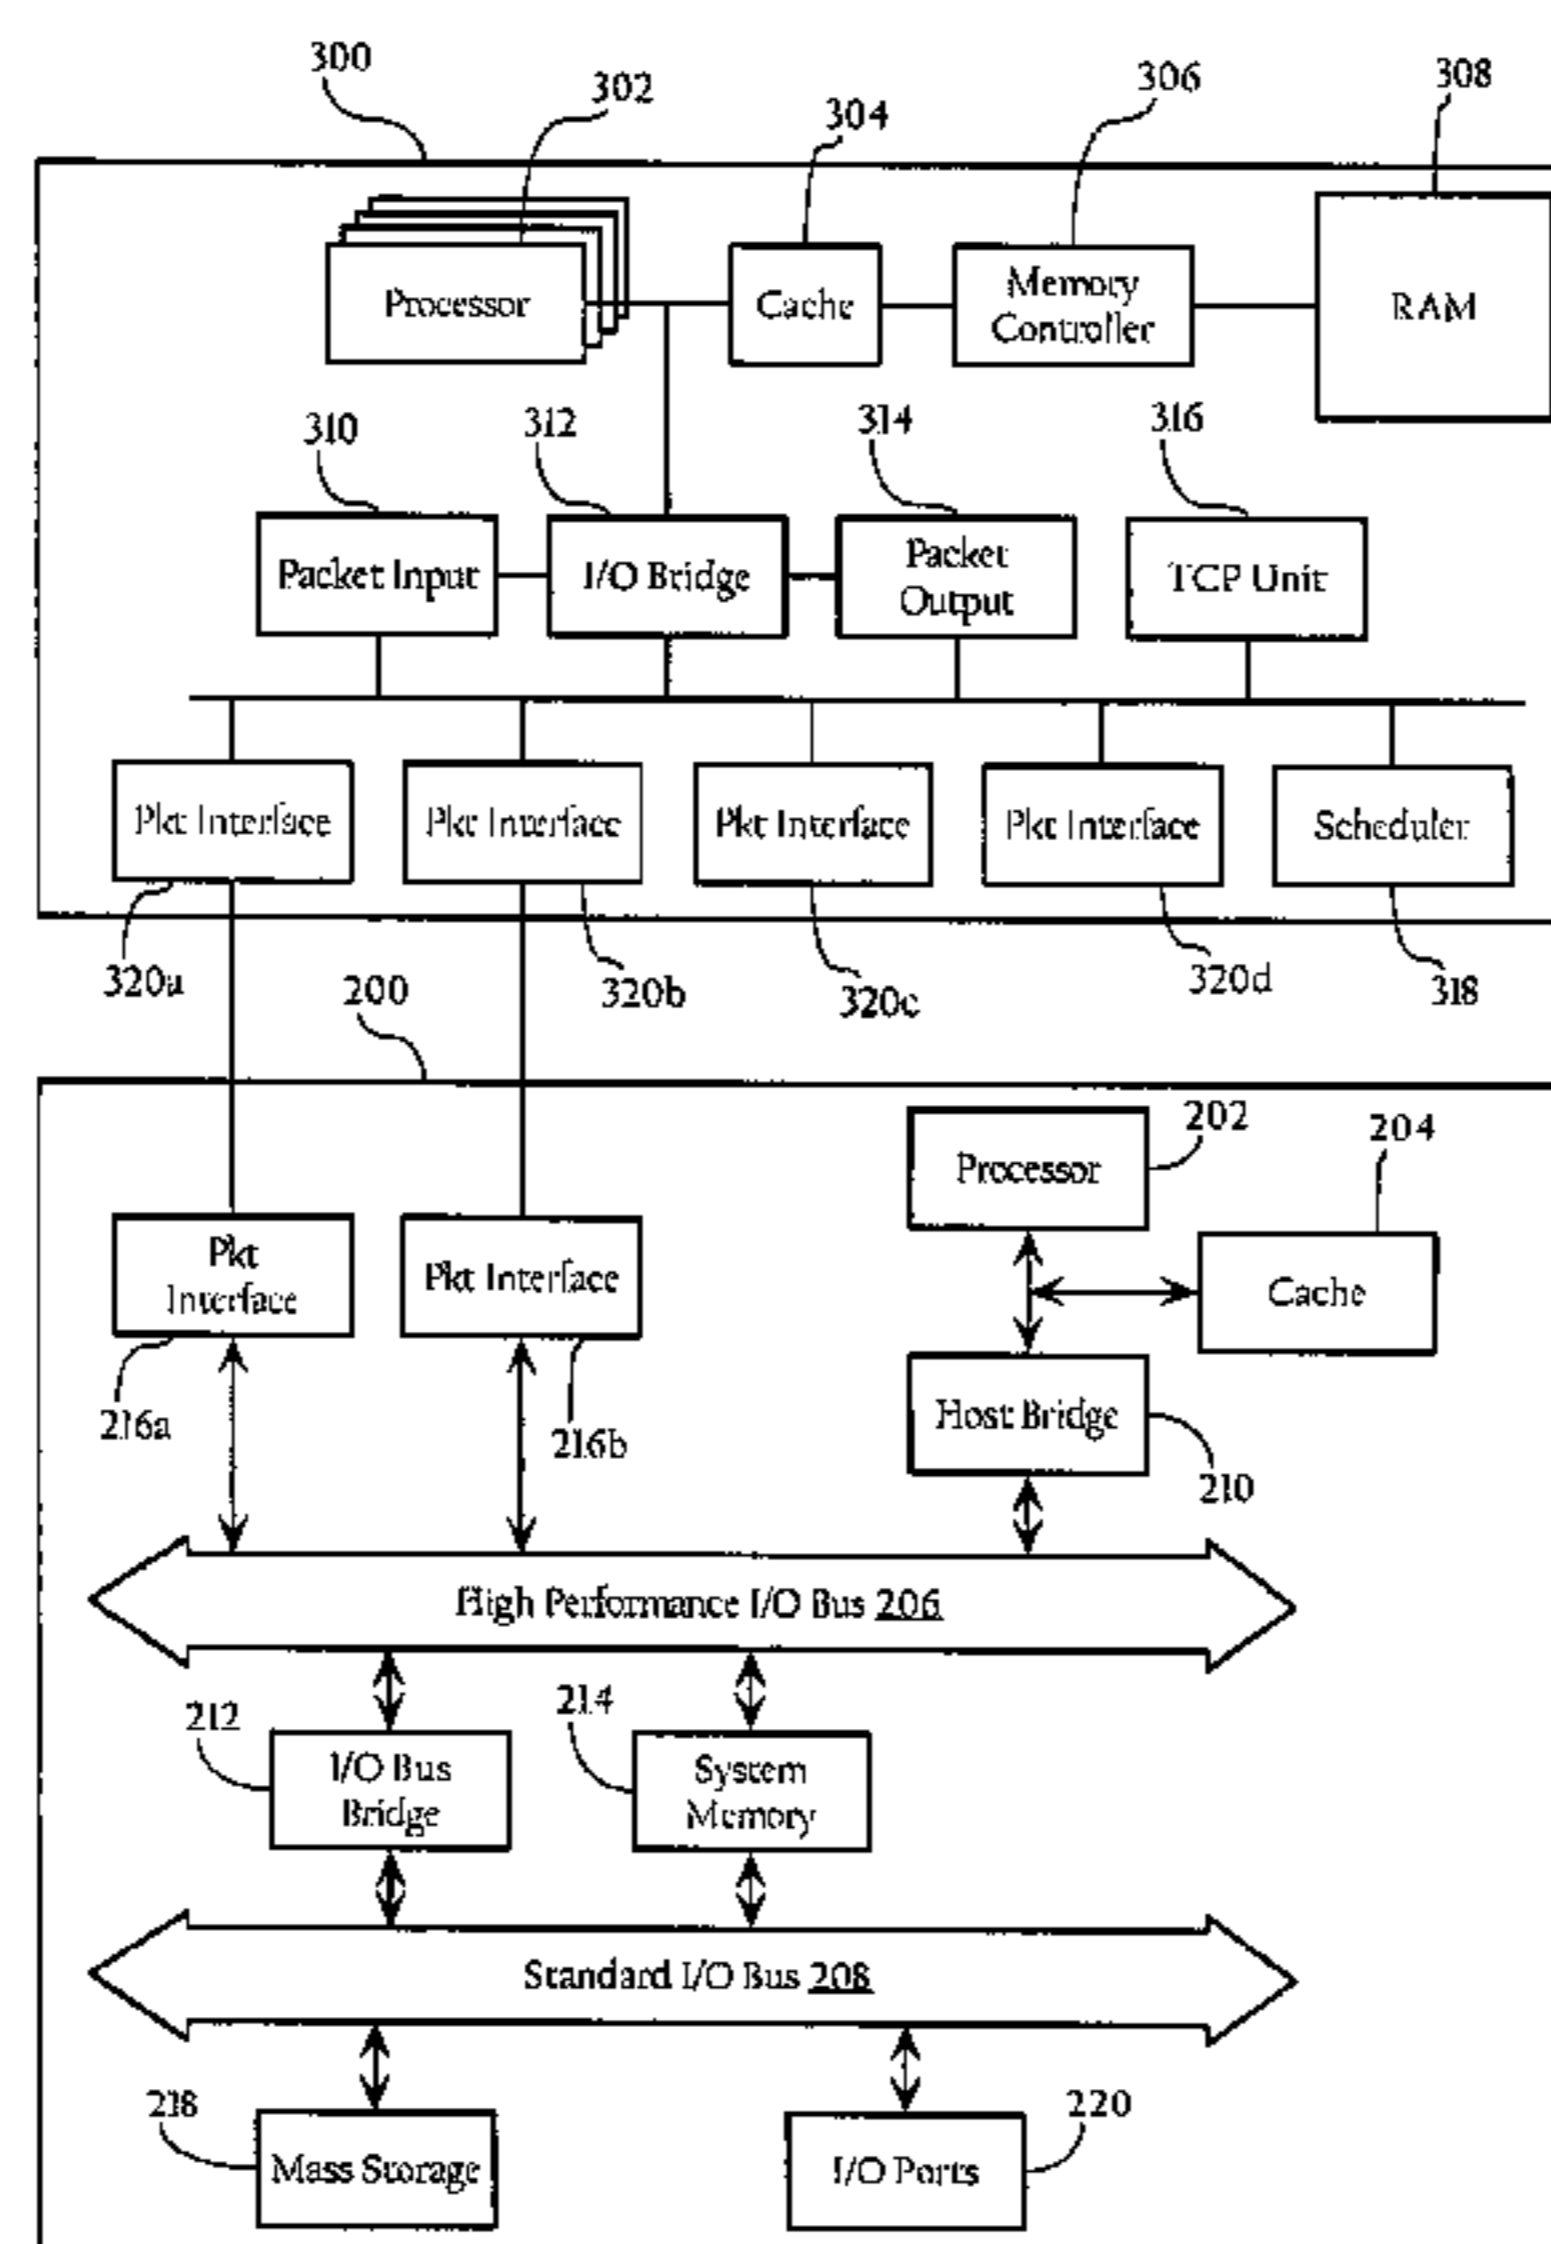 300
302
304
306
308
Processor
Cache
Memory
Controller
RAM
310
312
314
316
Packet Input
I/O Bridge
Packet
Output
TCP Unit
Pkt Interface
Pkt Interface
Pkt Interface
Pkt Interface
Scheduler
320a
320b
320c
320d
318
200
202
204
Processor
Pkt
Interface
Pkt Interface
Cache
216a
216b
Host Bridge
210
High Performance I/O Bus 206
212
214
I/O Bus
Bridge
System
Memory
Standard I/O Bus 208
218
220
Mass Storage
I/O Ports